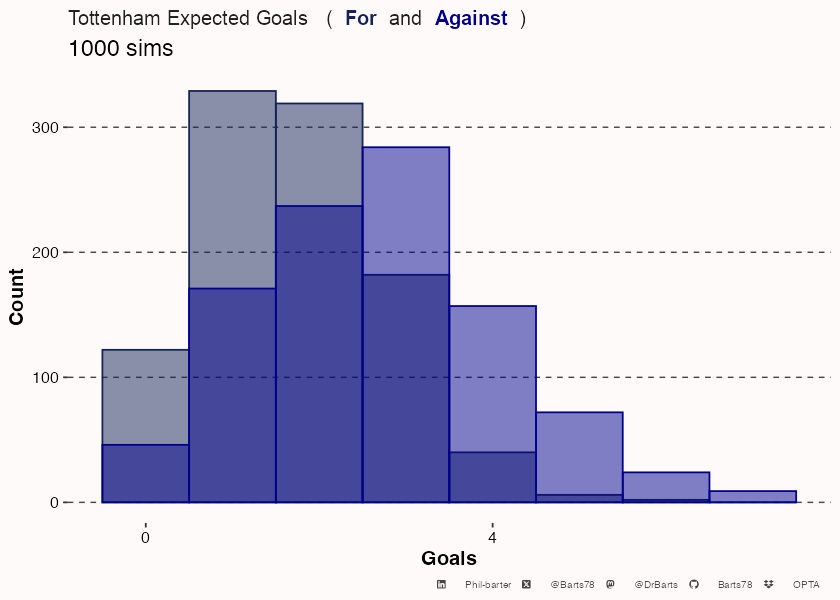 Tottenham Expected Goals ( For and Against )
1000 sims
300
200
100
0
Count
0 4
Goals
Phil-barter @Barts78 @DrBarts Barts78 OPTA